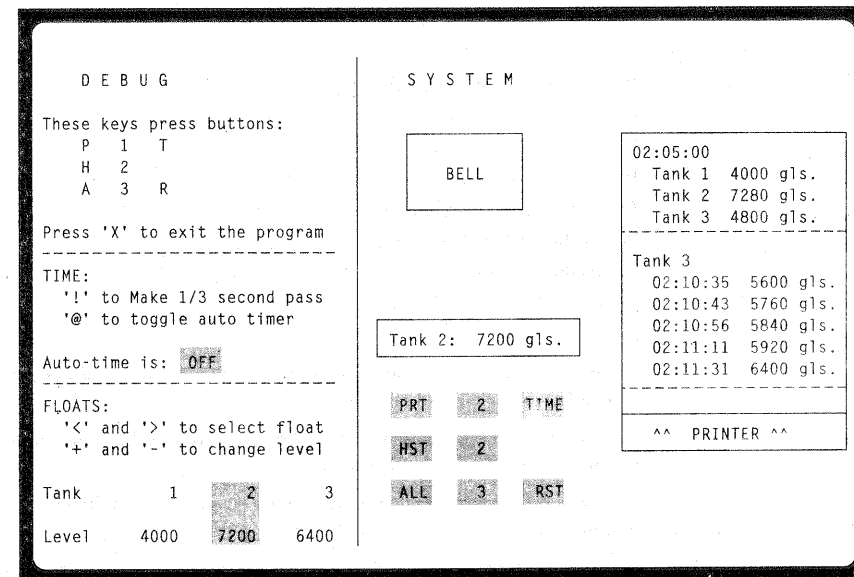 D E B U G
These keys press buttons:
P 1 T
H 2
A 3 R
Press 'X' to exit the program
TIME:
'!' to Make 1/3 second pass
'@' to toggle auto timer
Auto-time is: OFF
FLOATS:
'<' and '>' to select float
'+' and '-' to change level
Tank 1 2 3
Level 4000 7200 6400
S Y S T E M
BELL
Tank 2: 7200 gls.
PRT 2 TIME
HST 2
ALL 3 RST
02:05:00
Tank 1 4000 gls.
Tank 2 7280 gls.
Tank 3 4800 gls.
Tank 3
02:10:35 5600 gls.
02:10:43 5760 gls.
02:10:56 5840 gls.
02:11:11 5920 gls.
02:11:31 6400 gls.
^^ PRINTER ^^